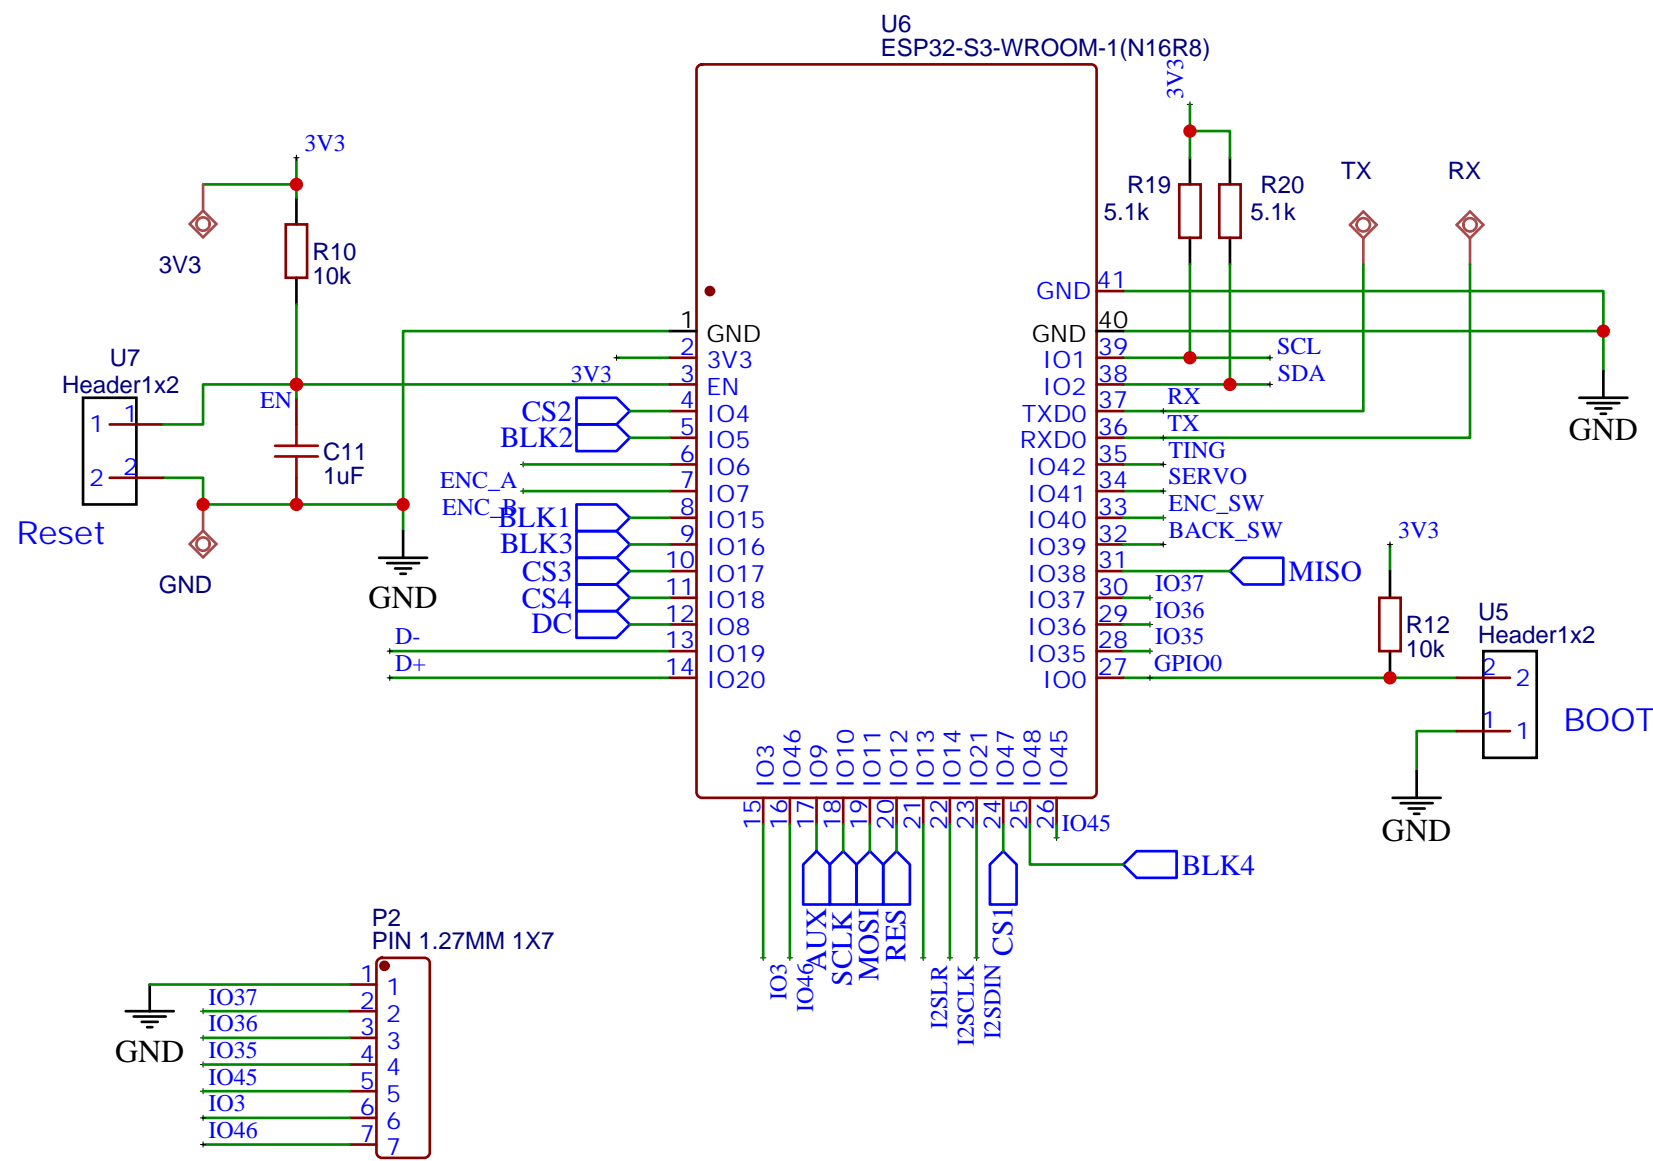 U6
ESP32-S3-WROOM-1(N16R8)
3V3
3V3
3V3
R10
10k
U7
Header1x2
1 1
2 2
Reset
EN
C11
1uF
GND
GND
3V3
R19
5.1k
R20
5.1k
TX
RX
1 GND
2 3V3
3V3
3 EN
CS2 4 IO4
BLK2 5 IO5
ENC_A 6 IO6
ENC_B 7 IO7
BLK1 8 IO15
BLK3 9 IO16
CS3 10 IO17
CS4 11 IO18
DC 12 IO8
D- 13 IO19
D+ 14 IO20
GND 41
GND 40
IO1 39 SCL
IO2 38 SDA
TXD0 37 RX
RXD0 36 TX
IO42 35 TING
IO41 34 SERVO
IO40 33 ENC_SW
IO39 32 BACK_SW
IO38 31 MISO
IO37 30 IO37
IO36 29 IO36
IO35 28 IO35
IO0 27 GPIO0
GND
3V3
R12
10k
U5
Header1x2
2 2
1 1
BOOT
GND
IO3 15 IO3
IO46 16 IO46
IO9 17 AUX
IO10 18 SCLK
IO11 19 MOSI
IO12 20 RES
IO13 21 I2SLR
IO14 22 I2SCLK
IO21 23 I2SDIN
IO47 24 CS1
IO48 25 BLK4
IO45 26 IO45
P2
PIN 1.27MM 1X7
GND
1 1
IO37 2 2
IO36 3 3
IO35 4 4
IO45 5 5
IO3 6 6
IO46 7 7